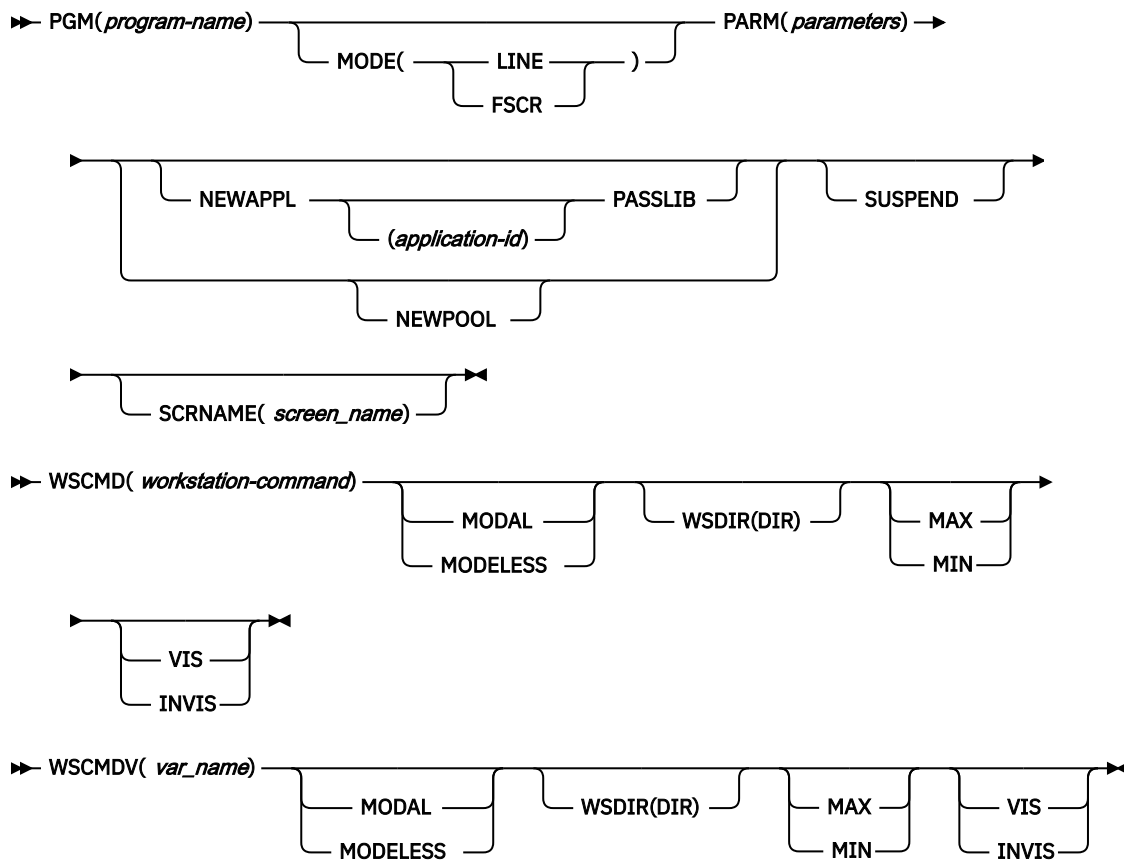 PGM(program-name) PARM(parameters)
MODE( LINE )
FSCR
NEWAPPL PASSLIB SUSPEND
(application-id)
NEWPOOL
SCRNAME( screen_name)
WSCMD( workstation-command)
MODAL WSDIR(DIR) MAX
MODELESS MIN
VIS
INVIS
WSCMDV( var_name)
MODAL WSDIR(DIR) MAX VIS
MODELESS MIN INVIS